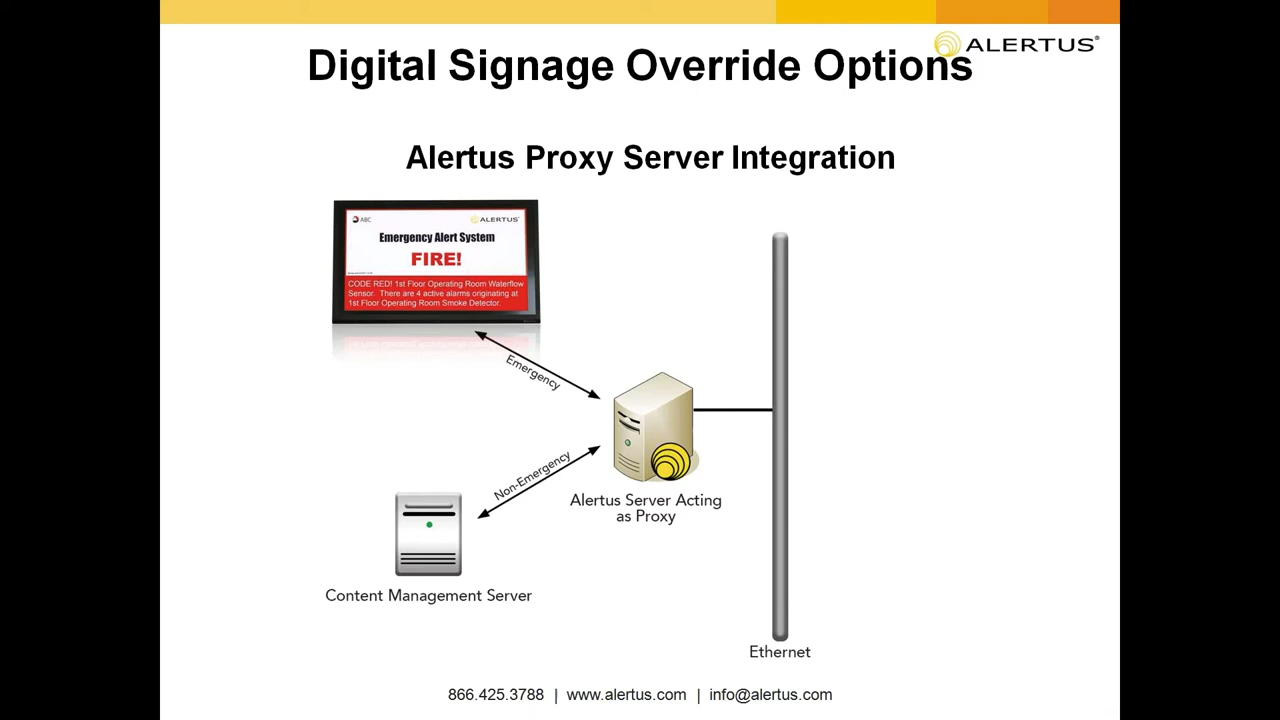 ALERTUS®
Digital Signage Override Options
Alertus Proxy Server Integration
ABC
ALERTUS
Emergency Alert System
FIRE!
CODE RED! 1st Floor Operating Room Waterflow
Sensor. There are 4 active alarms originating at
1st Floor Operating Room Smoke Detector.
Emergency
Non-Emergency
Alertus Server Acting
as Proxy
Content Management Server
Ethernet
866.425.3788 | www.alertus.com | info@alertus.com